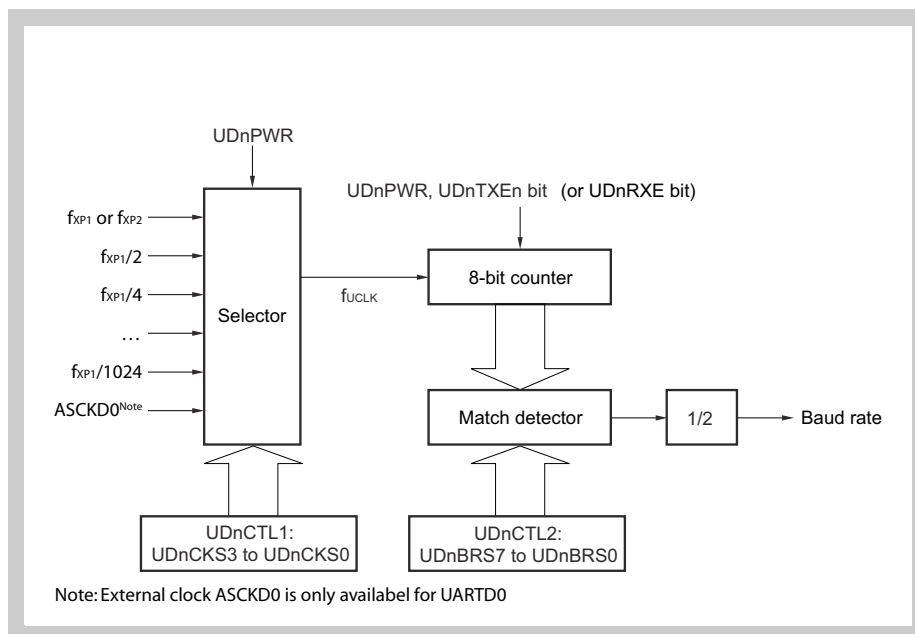 UDnPWR
UDnPWR, UDnTXEn bit (or UDnRXE bit)
fXP1 or fXP2
fXP1/2
fXP1/4
...
fXP1/1024
ASCKD0Note
Selector
fUCLK
8-bit counter
Match detector
1/2
Baud rate
UDnCTL1:
UDnCKS3 to UDnCKS0
UDnCTL2:
UDnBRS7 to UDnBRS0
Note: External clock ASCKD0 is only availabel for UARTD0